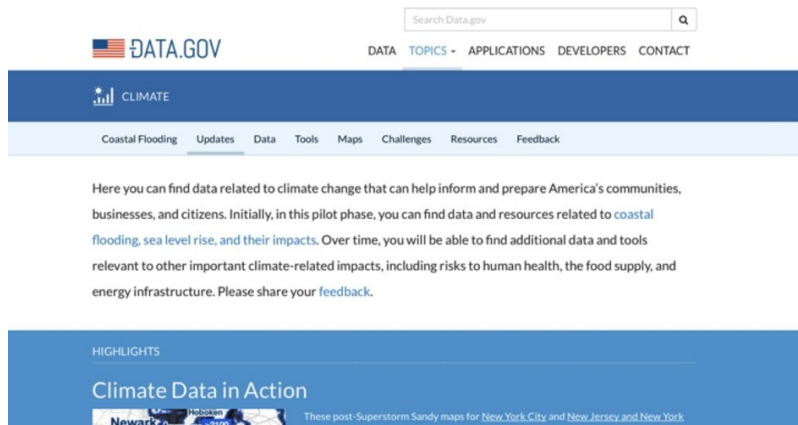 Search Data.gov
DATA.GOV
DATA TOPICS APPLICATIONS DEVELOPERS CONTACT
CLIMATE
Coastal Flooding Updates Data Tools Maps Challenges Resources Feedback
Here you can find data related to climate change that can help inform and prepare America's communities,
businesses, and citizens. Initially, in this pilot phase, you can find data and resources related to coastal
flooding, sea level rise, and their impacts. Over time, you will be able to find additional data and tools
relevant to other important climate-related impacts, including risks to human health, the food supply, and
energy infrastructure. Please share your feedback.
HIGHLIGHTS
Climate Data in Action
Hoboken
Newark
These post-Superstorm Sandy maps for New York City and New Jersey and New York